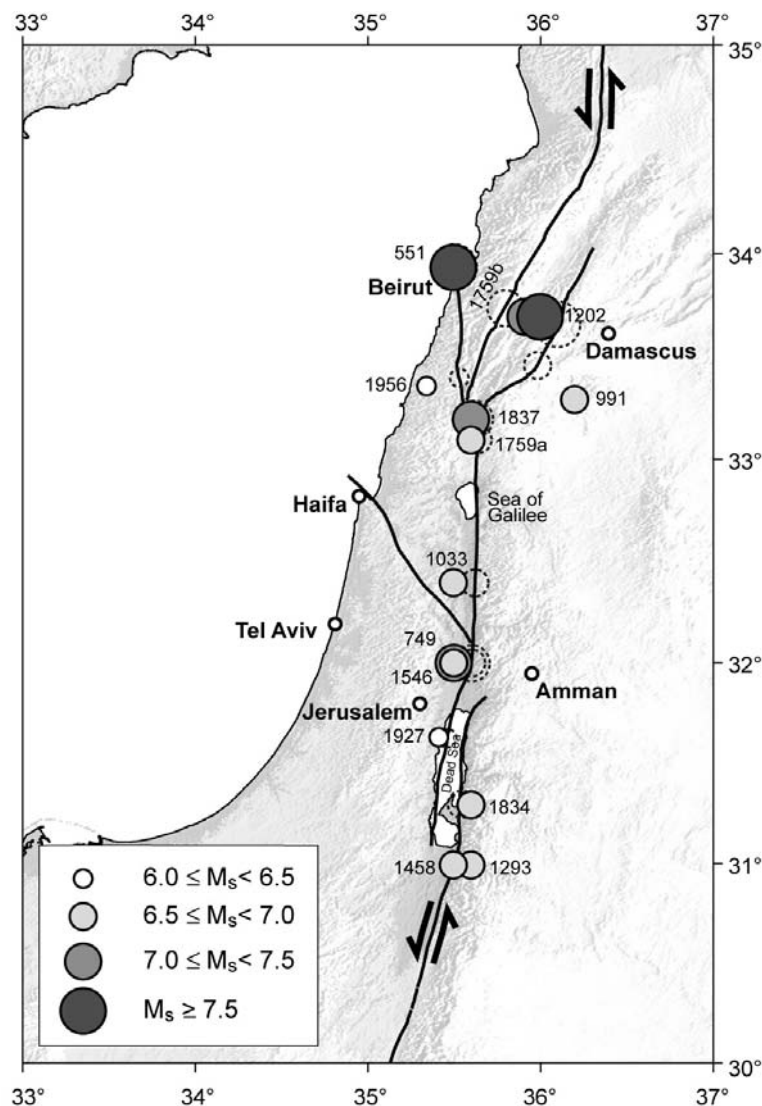 33° 34° 35° 36° 37°
35°
34°
551
Beirut
1759b
1202
Damascus
1956
991
1837
1759a
33°
Sea of
Galilee
Haifa
1033
Tel Aviv
749
32°
1546
Amman
Jerusalem
1927
Dead Sea
1834
1458
1293
31°
6.0 ≤ Ms < 6.5
6.5 ≤ Ms < 7.0
7.0 ≤ Ms < 7.5
Ms ≥ 7.5
30°
33° 34° 35° 36° 37°